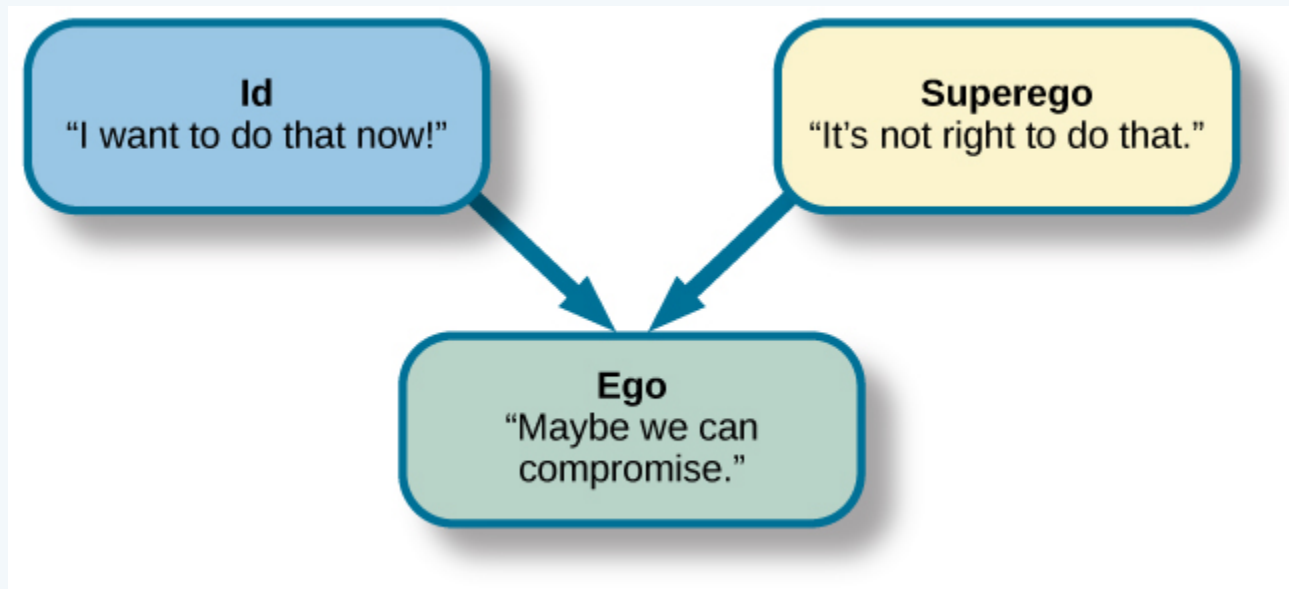 Id
“I want to do that now!”
Superego
“It’s not right to do that.”
Ego
“Maybe we can
compromise.”